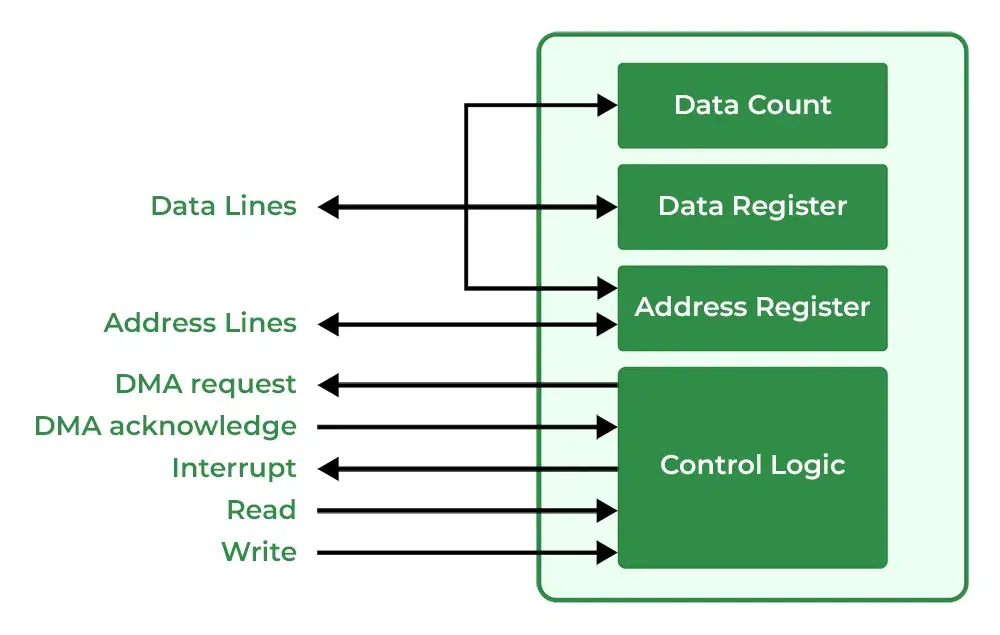 Data Count
Data Lines
Data Register
Address Register
Address Lines
DMA request
DMA acknowledge
Interrupt
Control Logic
Read
Write